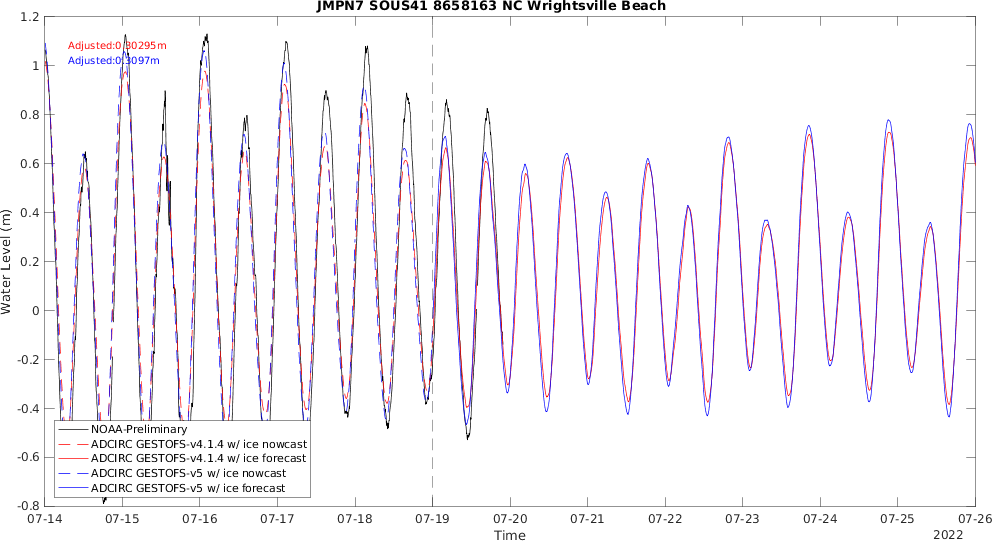 JMPN7 SOUS41 8658163 NC Wrightsville Beach
1.2
1
0.8
0.6
0.4
0.2
0
-0.2
-0.4
-0.6
-0.8
Water Level (m)
Adjusted:0.30295m
Adjusted:0.3097m
NOAA-Preliminary
ADCIRC GESTOFS-v4.1.4 w/ ice nowcast
ADCIRC GESTOFS-v4.1.4 w/ ice forecast
ADCIRC GESTOFS-v5 w/ ice nowcast
ADCIRC GESTOFS-v5 w/ ice forecast
07-14 07-15 07-16 07-17 07-18 07-19 07-20 07-21 07-22 07-23 07-24 07-25 07-26
Time
2022